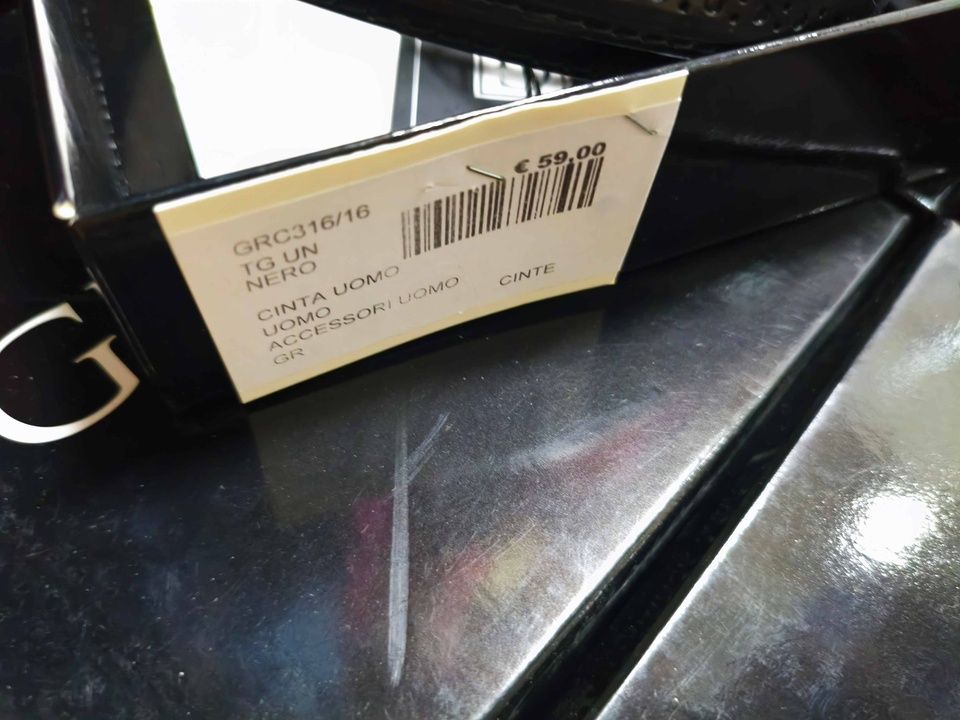 € 59,00
GRC316/16
TG UN
NERO
CINTA UOMO
UOMO
ACCESSORI UOMO CINTE
GR
G